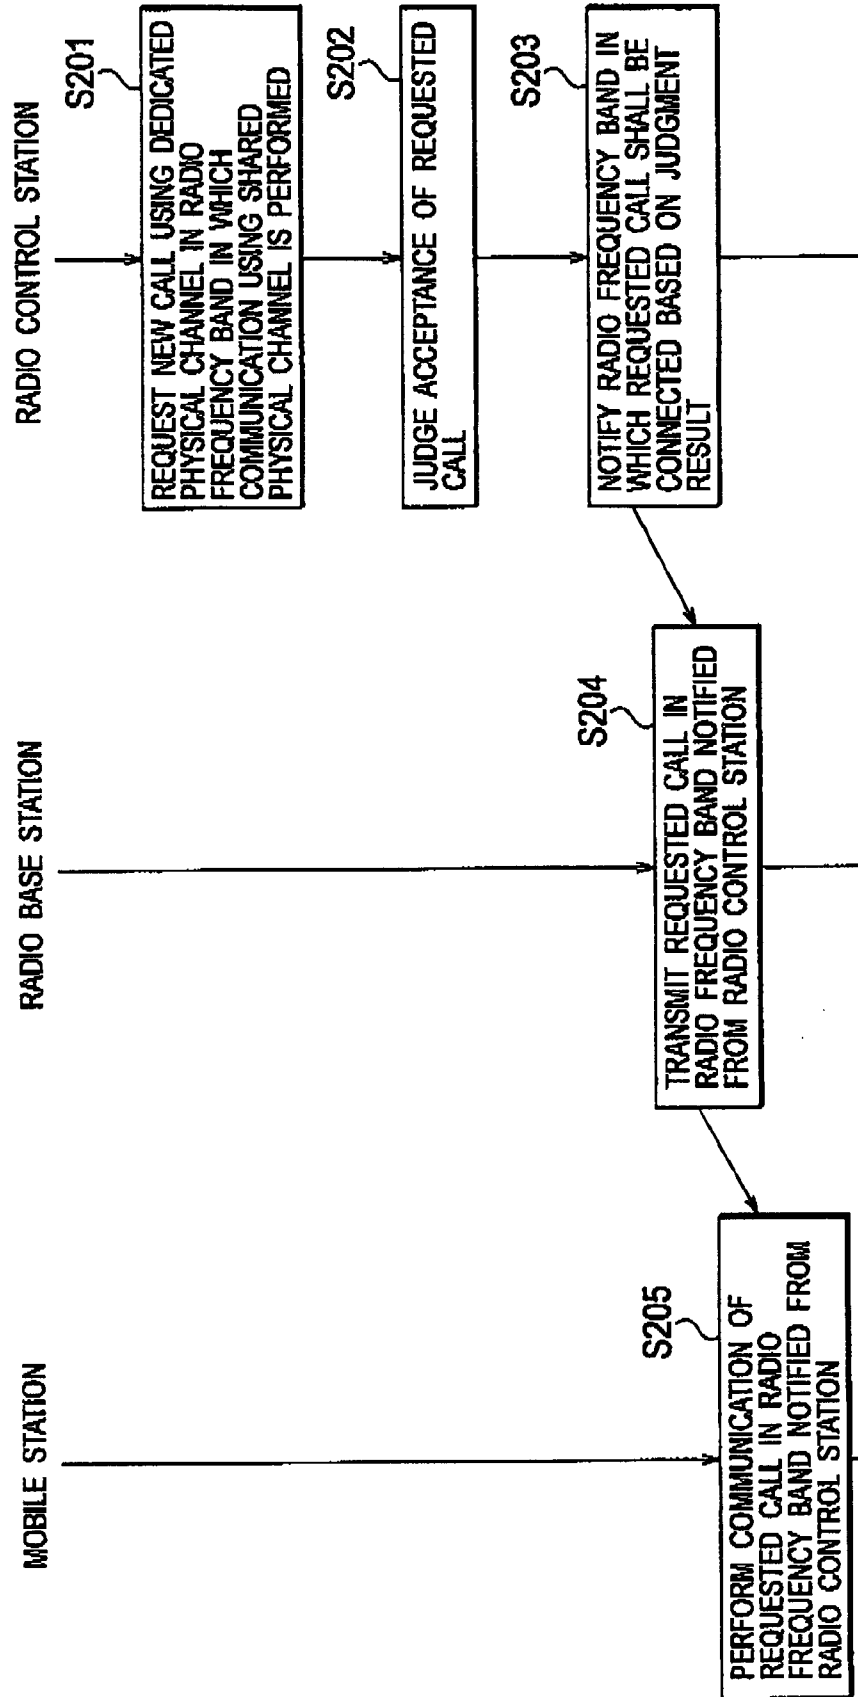 MOBILE STATION
RADIO BASE STATION
RADIO CONTROL STATION
S201
REQUEST NEW CALL USING DEDICATED
PHYSICAL CHANNEL IN RADIO
FREQUENCY BAND IN WHICH
COMMUNICATION USING SHARED
PHYSICAL CHANNEL IS PERFORMED
S202
JUDGE ACCEPTANCE OF REQUESTED
CALL
S203
NOTIFY RADIO FREQUENCY BAND IN
WHICH REQUESTED CALL SHALL BE
CONNECTED BASED ON JUDGMENT
RESULT
S204
TRANSMIT REQUESTED CALL IN
RADIO FREQUENCY BAND NOTIFIED
FROM RADIO CONTROL STATION
S205
PERFORM COMMUNICATION OF
REQUESTED CALL IN RADIO
FREQUENCY BAND NOTIFIED FROM
RADIO CONTROL STATION